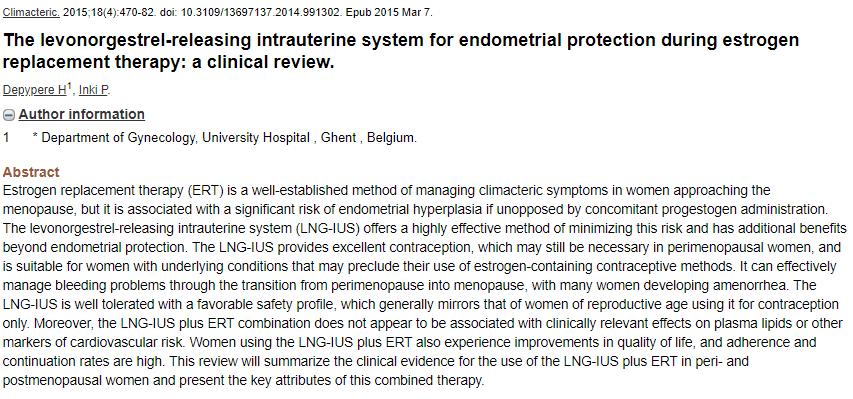 Climacteric. 2015;18(4):470-82. doi: 10.3109/13697137.2014.991302. Epub 2015 Mar 7.
The levonorgestrel-releasing intrauterine system for endometrial protection during estrogen
replacement therapy: a clinical review.
Depypere H1, Inki P.
Author information
1 * Department of Gynecology, University Hospital , Ghent , Belgium.
Abstract
Estrogen replacement therapy (ERT) is a well-established method of managing climacteric symptoms in women approaching the
menopause, but it is associated with a significant risk of endometrial hyperplasia if unopposed by concomitant progestogen administration.
The levonorgestrel-releasing intrauterine system (LNG-IUS) offers a highly effective method of minimizing this risk and has additional benefits
beyond endometrial protection. The LNG-IUS provides excellent contraception, which may still be necessary in perimenopausal women, and
is suitable for women with underlying conditions that may preclude their use of estrogen-containing contraceptive methods. It can effectively
manage bleeding problems through the transition from perimenopause into menopause, with many women developing amenorrhea. The
LNG-IUS is well tolerated with a favorable safety profile, which generally mirrors that of women of reproductive age using it for contraception
only. Moreover, the LNG-IUS plus ERT combination does not appear to be associated with clinically relevant effects on plasma lipids or other
markers of cardiovascular risk. Women using the LNG-IUS plus ERT also experience improvements in quality of life, and adherence and
continuation rates are high. This review will summarize the clinical evidence for the use of the LNG-IUS plus ERT in peri- and
postmenopausal women and present the key attributes of this combined therapy.